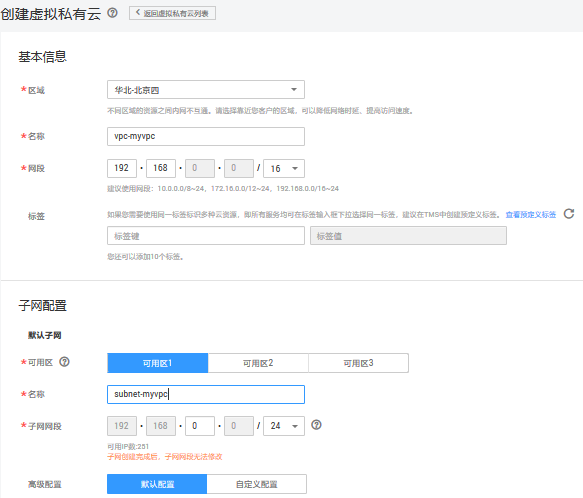 创建虚拟私有云 ? < 返回虚拟私有云列表
基本信息
* 区域 华北-北京四
不同区域的资源之间内网不互通。请选择靠近您客户的区域，可以降低网络时延，提高访问速度。
* 名称 vpc-myvpc
* 网段 192 · 168 · 0 · 0 / 16
建议使用网段：10.0.0.0/8~24，172.16.0.0/12~24，192.168.0.0/16~24
标签 如果您需要使用同一标签标识多种云资源，即所有服务均可在标签输入框下拉选择同一标签，建议在TMS中创建预定义标签。 查看预定义标签
标签键 标签值
您还可以添加10个标签。
子网配置
默认子网
* 可用区 ? 可用区1 可用区2 可用区3
* 名称 subnet-myvpc
* 子网网段 192 · 168 · 0 · 0 / 24 ?
可用IP数:251
子网创建完成后，子网网段无法修改
高级配置 默认配置 自定义配置